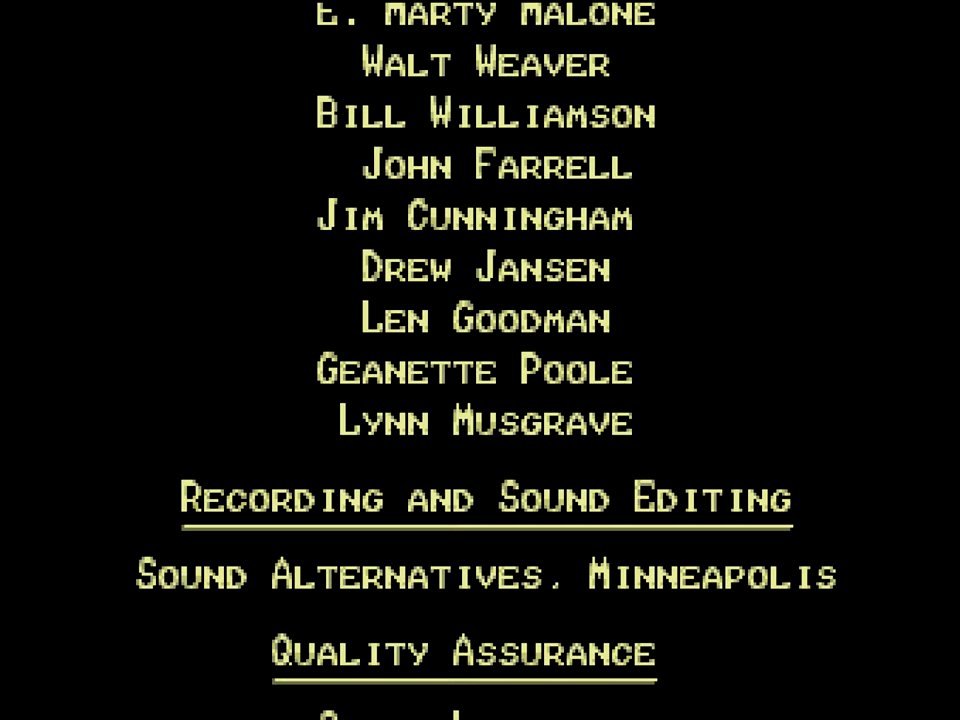 E. Marty Malone
Walt Weaver
Bill Williamson
John Farrell
Jim Cunningham
Drew Jansen
Len Goodman
Geanette Poole
Lynn Musgrave
Recording and Sound Editing
Sound Alternatives, Minneapolis
Quality Assurance